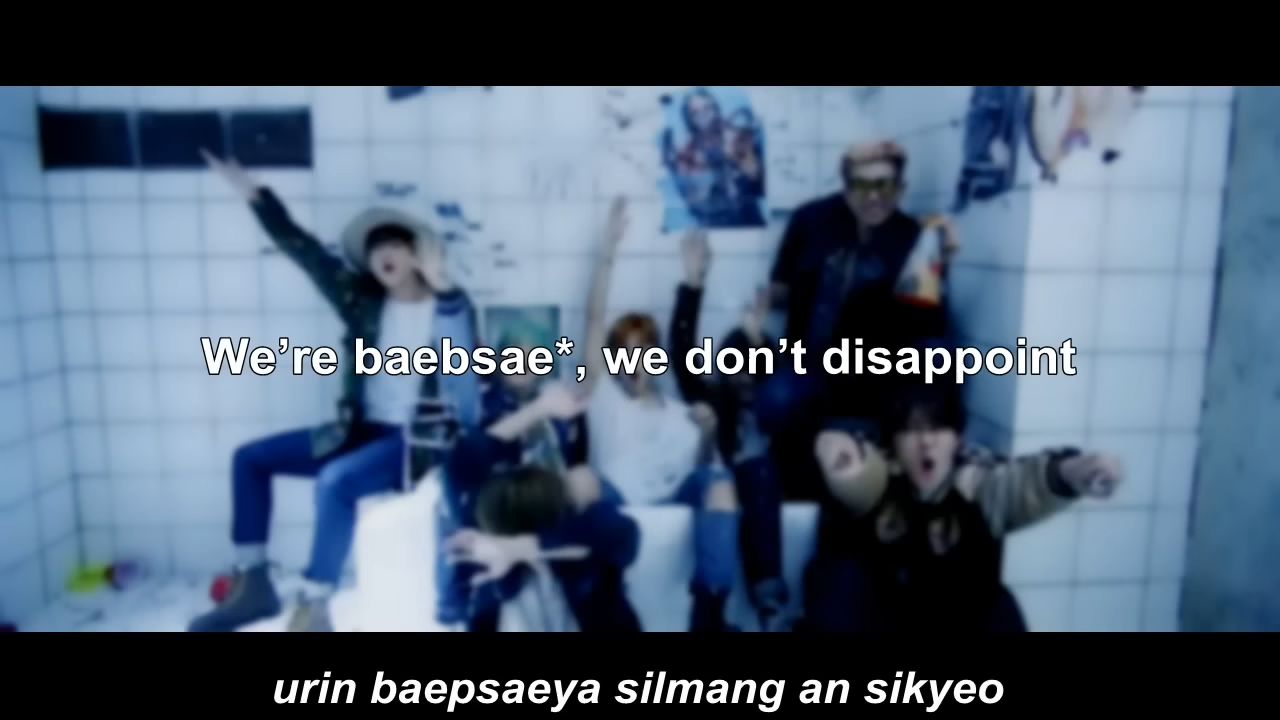 We’re baebsae*, we don’t disappoint
urin baepsaeya silmang an sikyeo